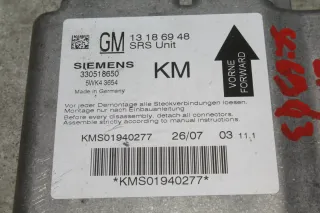 GM 13 18 69 48
SRS Unit
SIEMENS
330518650
5WK4 3654
Made in Germany
KM
VORNE
FORWARD
Vor jeder Demontage alle Steckverbindungen lösen.
Montage nur nach Einbauanleitung.
Before every disassembly, detach all connectors.
Assemble strictly according to manual instructions
KMS01940277 26/07 03 11.1
*KMS01940277*